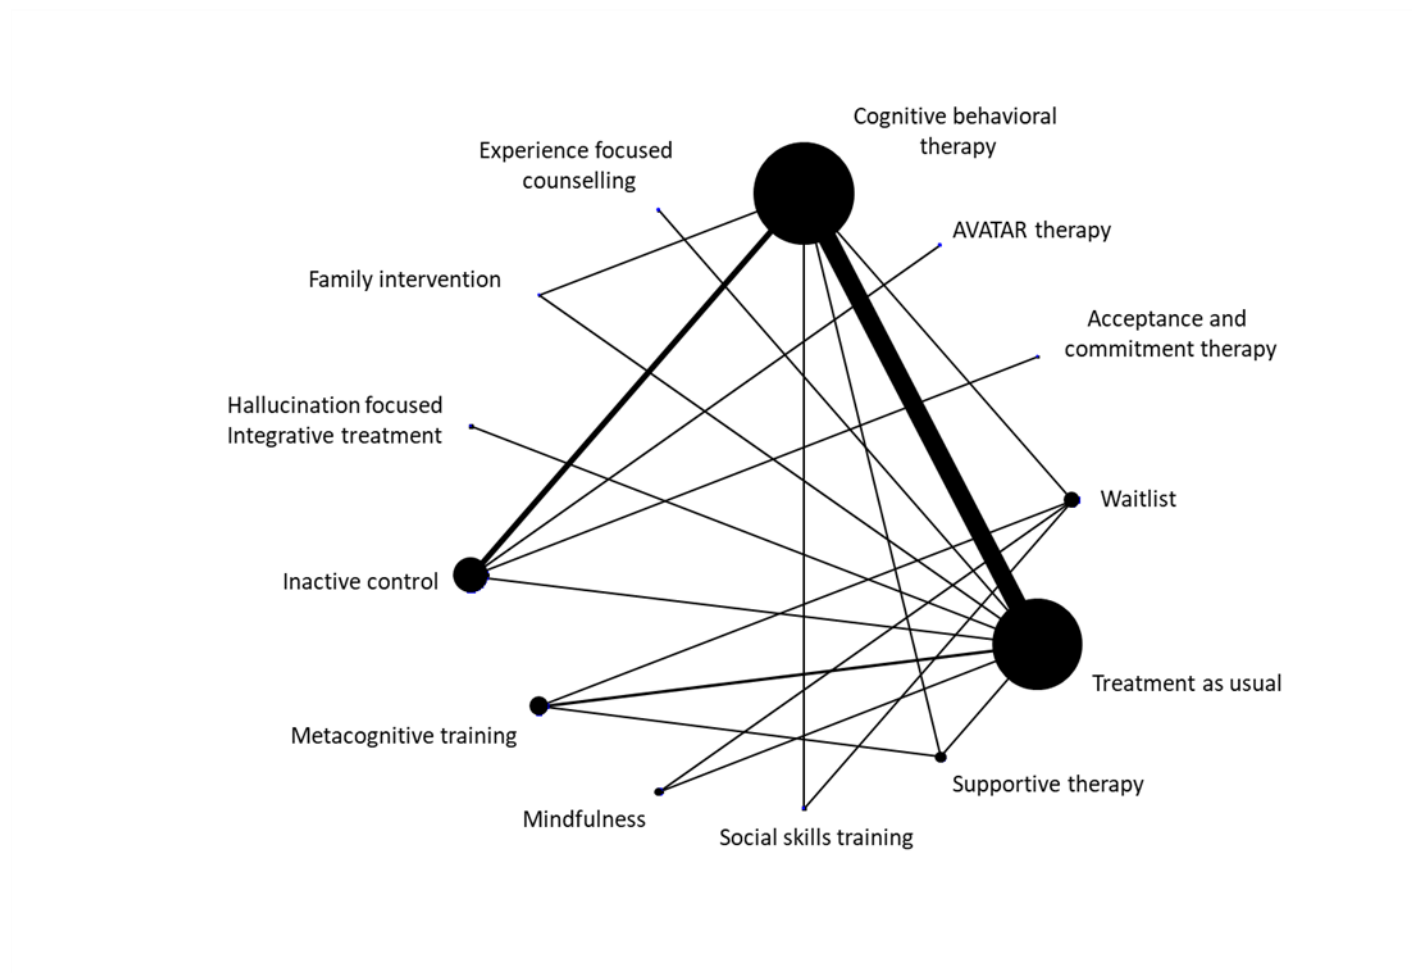 Cognitive behavioral
therapy
Experience focused
counselling
AVATAR therapy
Family intervention
Acceptance and
commitment therapy
Hallucination focused
Integrative treatment
Waitlist
Inactive control
Treatment as usual
Metacognitive training
Supportive therapy
Mindfulness
Social skills training